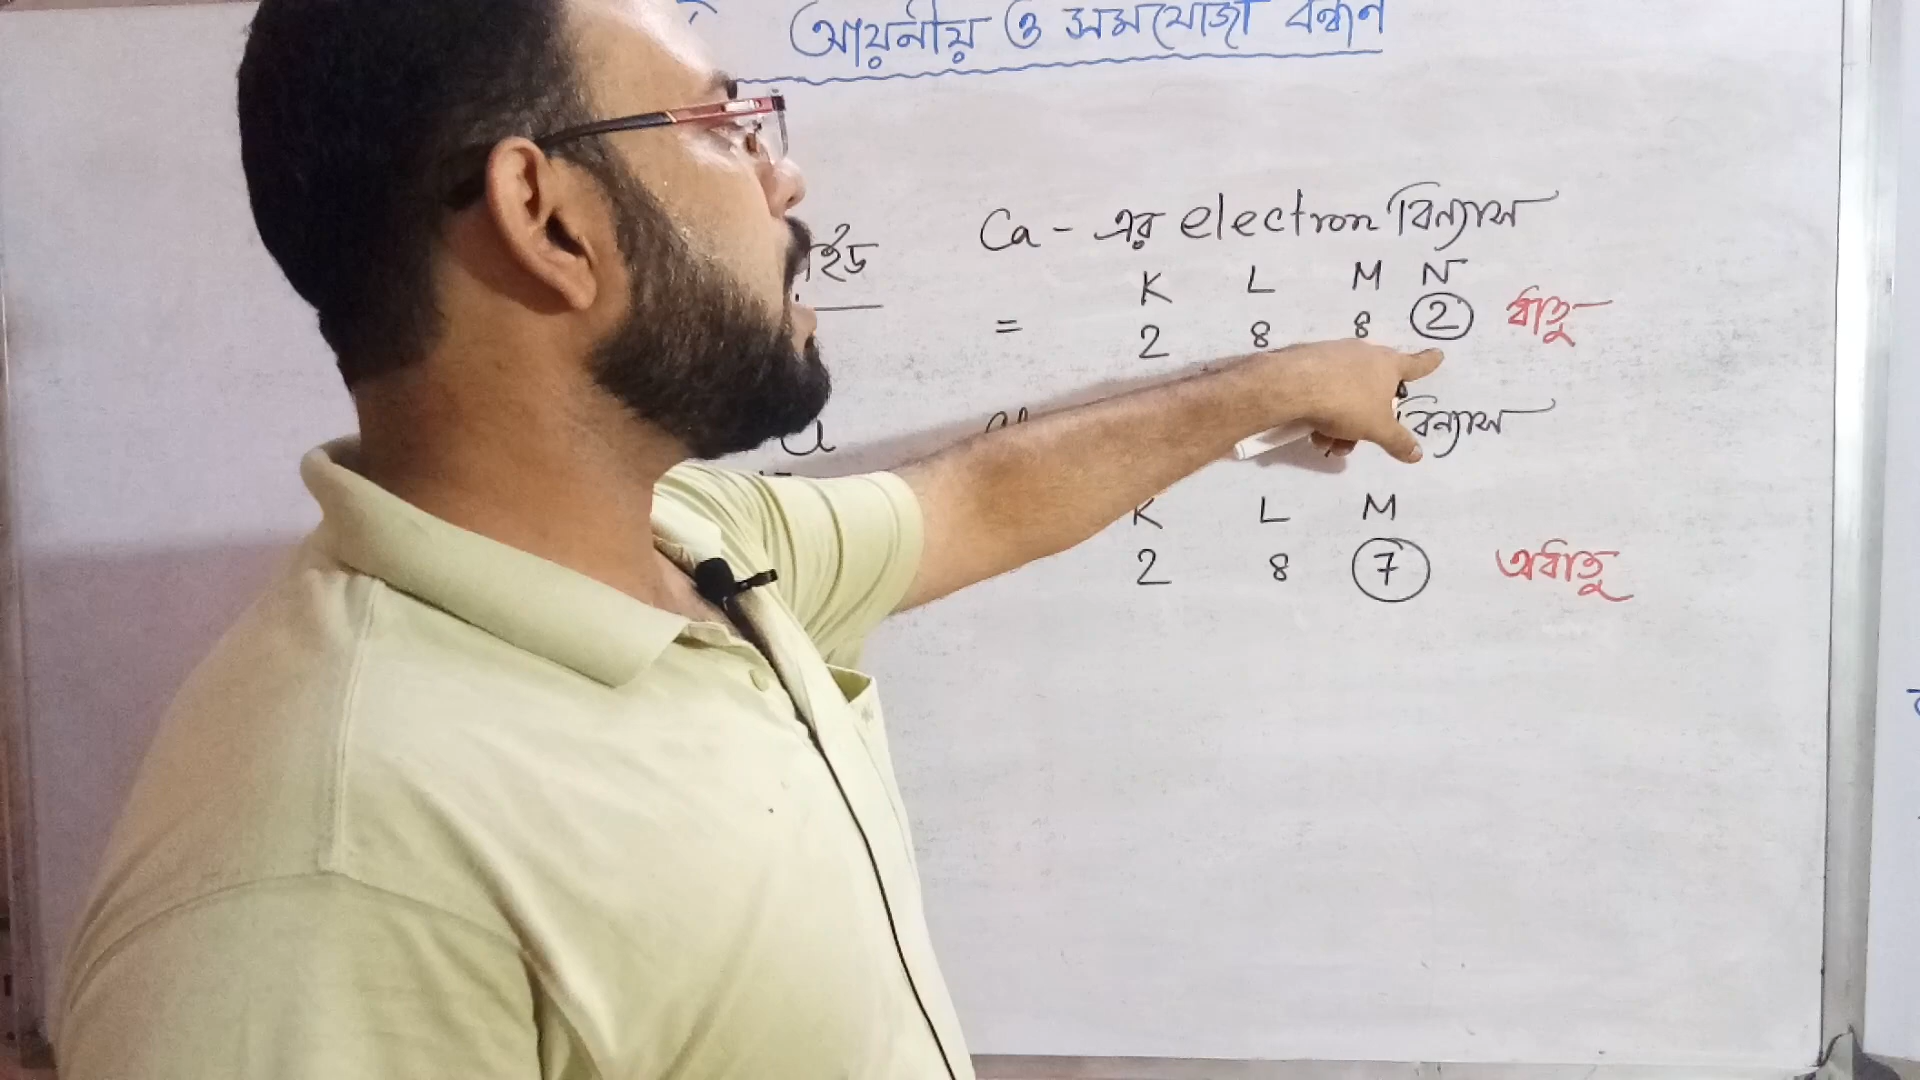 আয়নীয় ও সমযোজী বন্ধন
Ca - এর electron বিন্যাস
K L M N
= 2 8 8 2 ধাতু
বিন্যাস
K L M
2 8 7 অধাতু